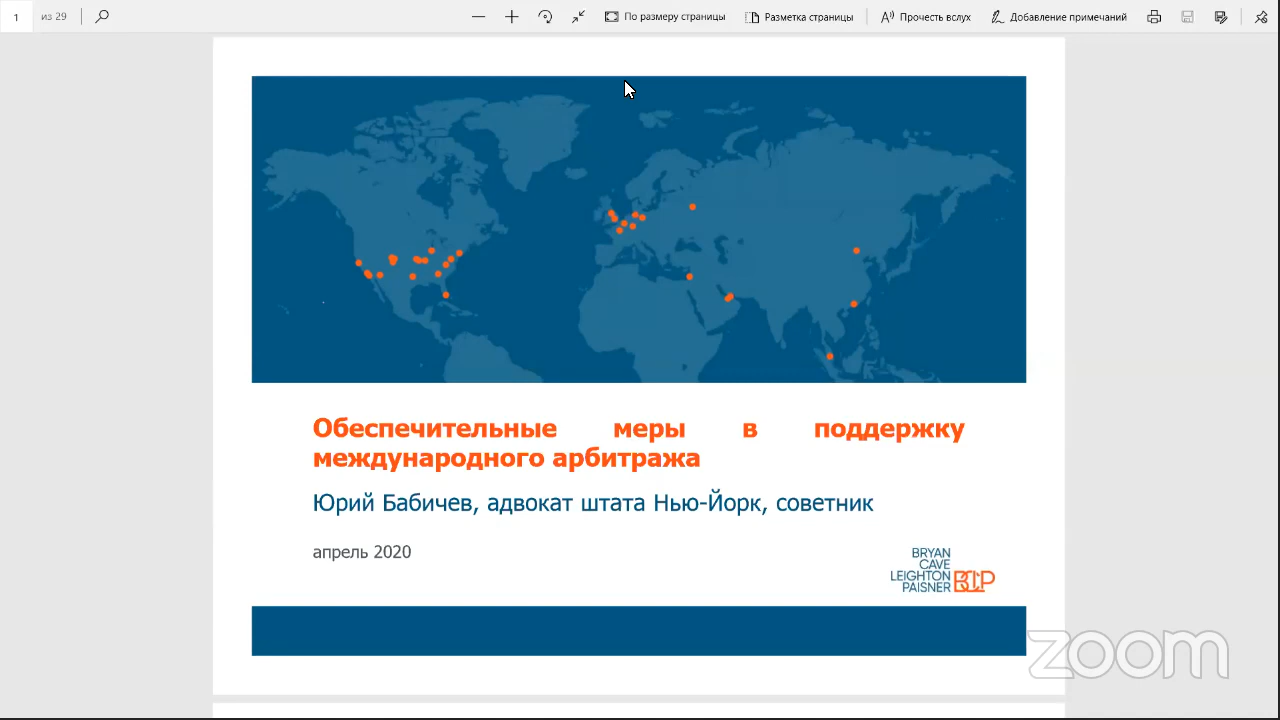 1 из 29 По размеру страницы Разметка страницы Прочесть вслух Добавление примечаний
Обеспечительные меры в поддержку
международного арбитража
Юрий Бабичев, адвокат штата Нью-Йорк, советник
апрель 2020
BRYAN
CAVE
LEIGHTON
PAISNER BCLP
zoom